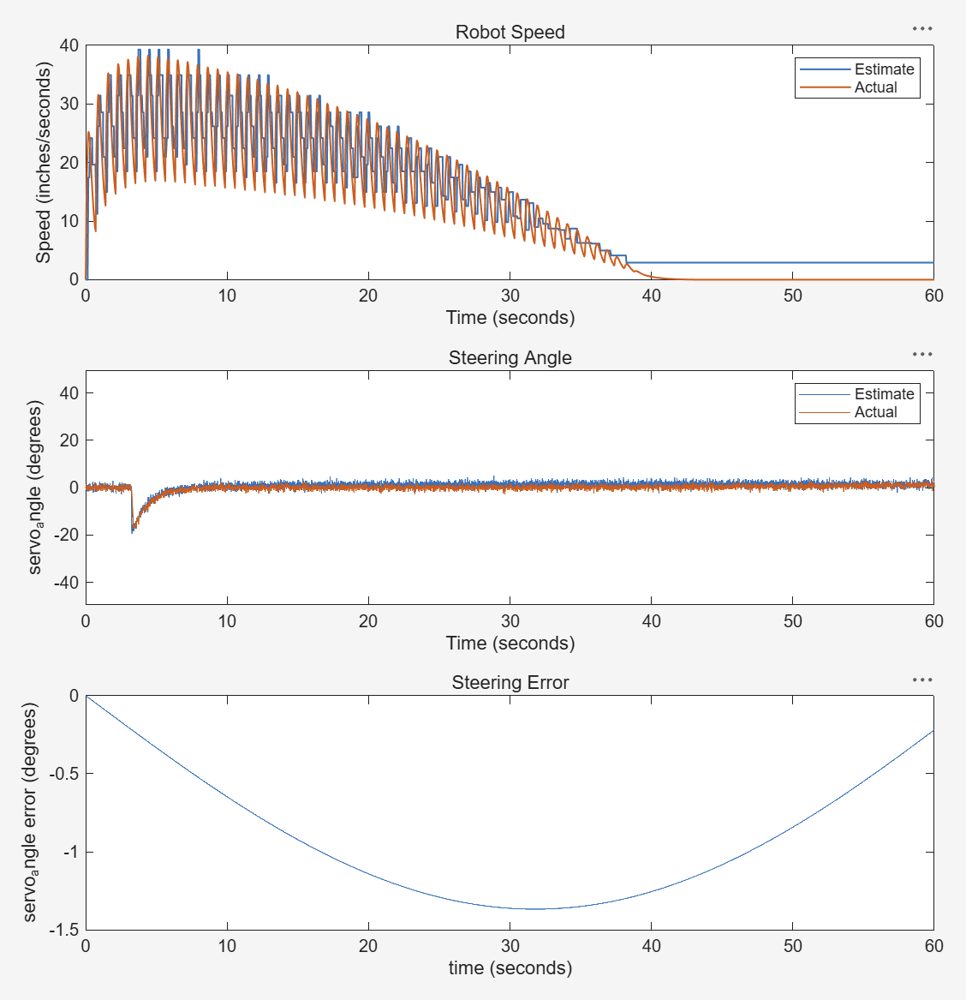 Robot Speed
Speed (inches/seconds)
40
30
20
10
0
Estimate
Actual
0 10 20 30 40 50 60
Time (seconds)
Steering Angle
servoₐngle (degrees)
40
20
0
-20
-40
Estimate
Actual
0 10 20 30 40 50 60
Time (seconds)
Steering Error
servoₐngle error (degrees)
0
-0.5
-1
-1.5
0 10 20 30 40 50 60
time (seconds)